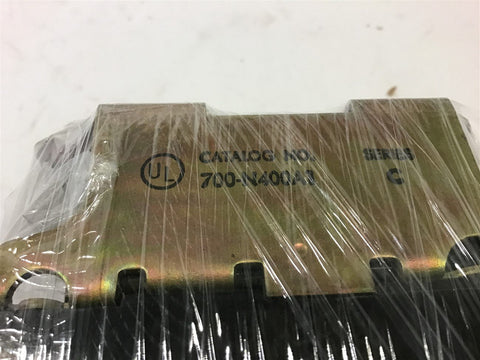 UL
CATALOG NO. SERIES
700-N400A1 C